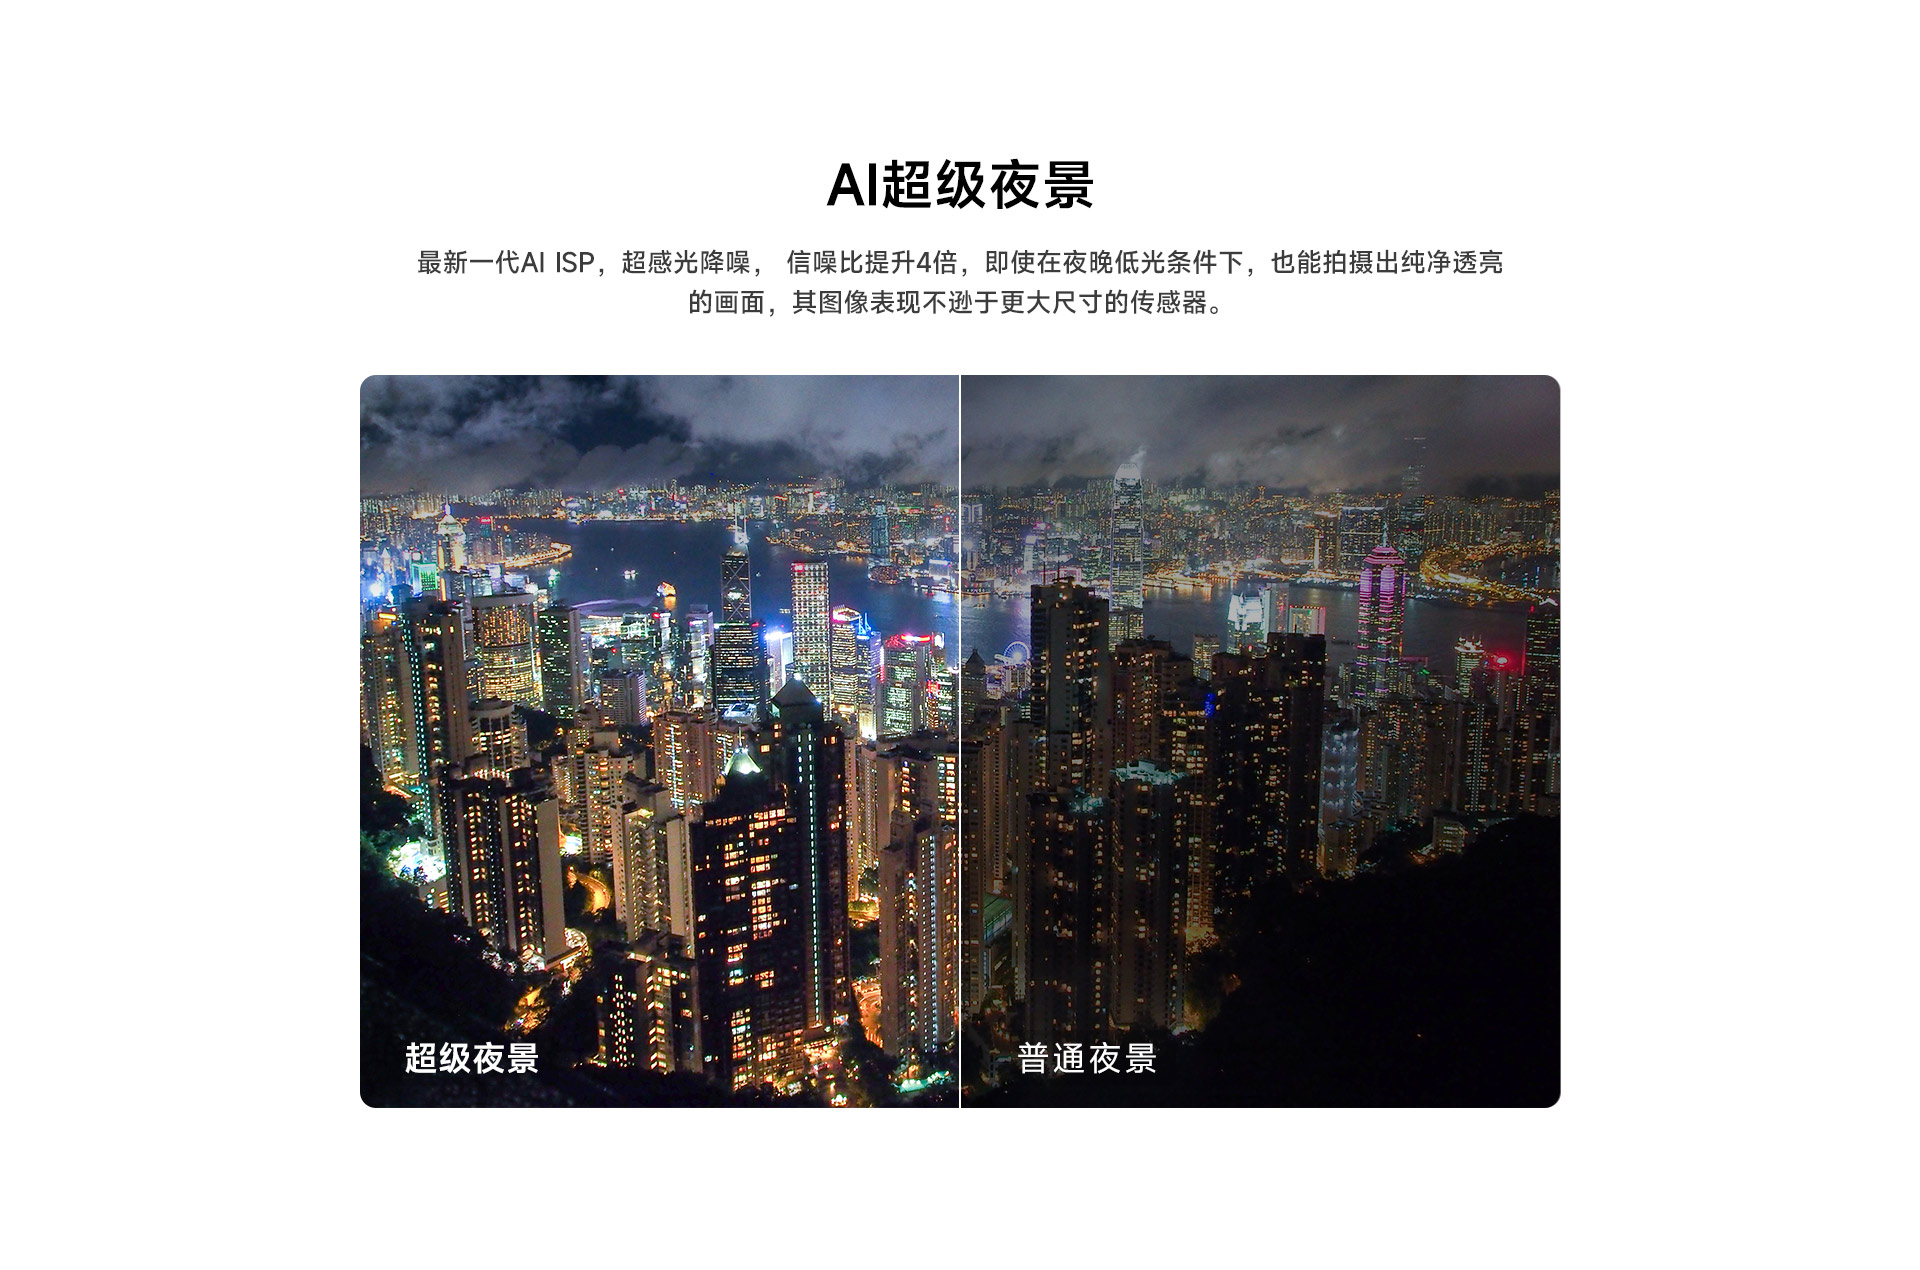 AI超级夜景
最新一代AI ISP，超感光降噪， 信噪比提升4倍，即使在夜晚低光条件下，也能拍摄出纯净透亮
的画面，其图像表现不逊于更大尺寸的传感器。
超级夜景
普通夜景